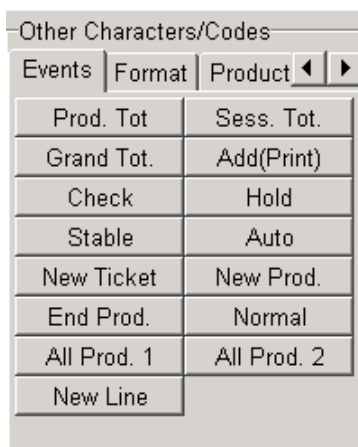 Other Characters/Codes
Events Format Product
Prod. Tot Sess. Tot.
Grand Tot. Add(Print)
Check Hold
Stable Auto
New Ticket New Prod.
End Prod. Normal
All Prod. 1 All Prod. 2
New Line